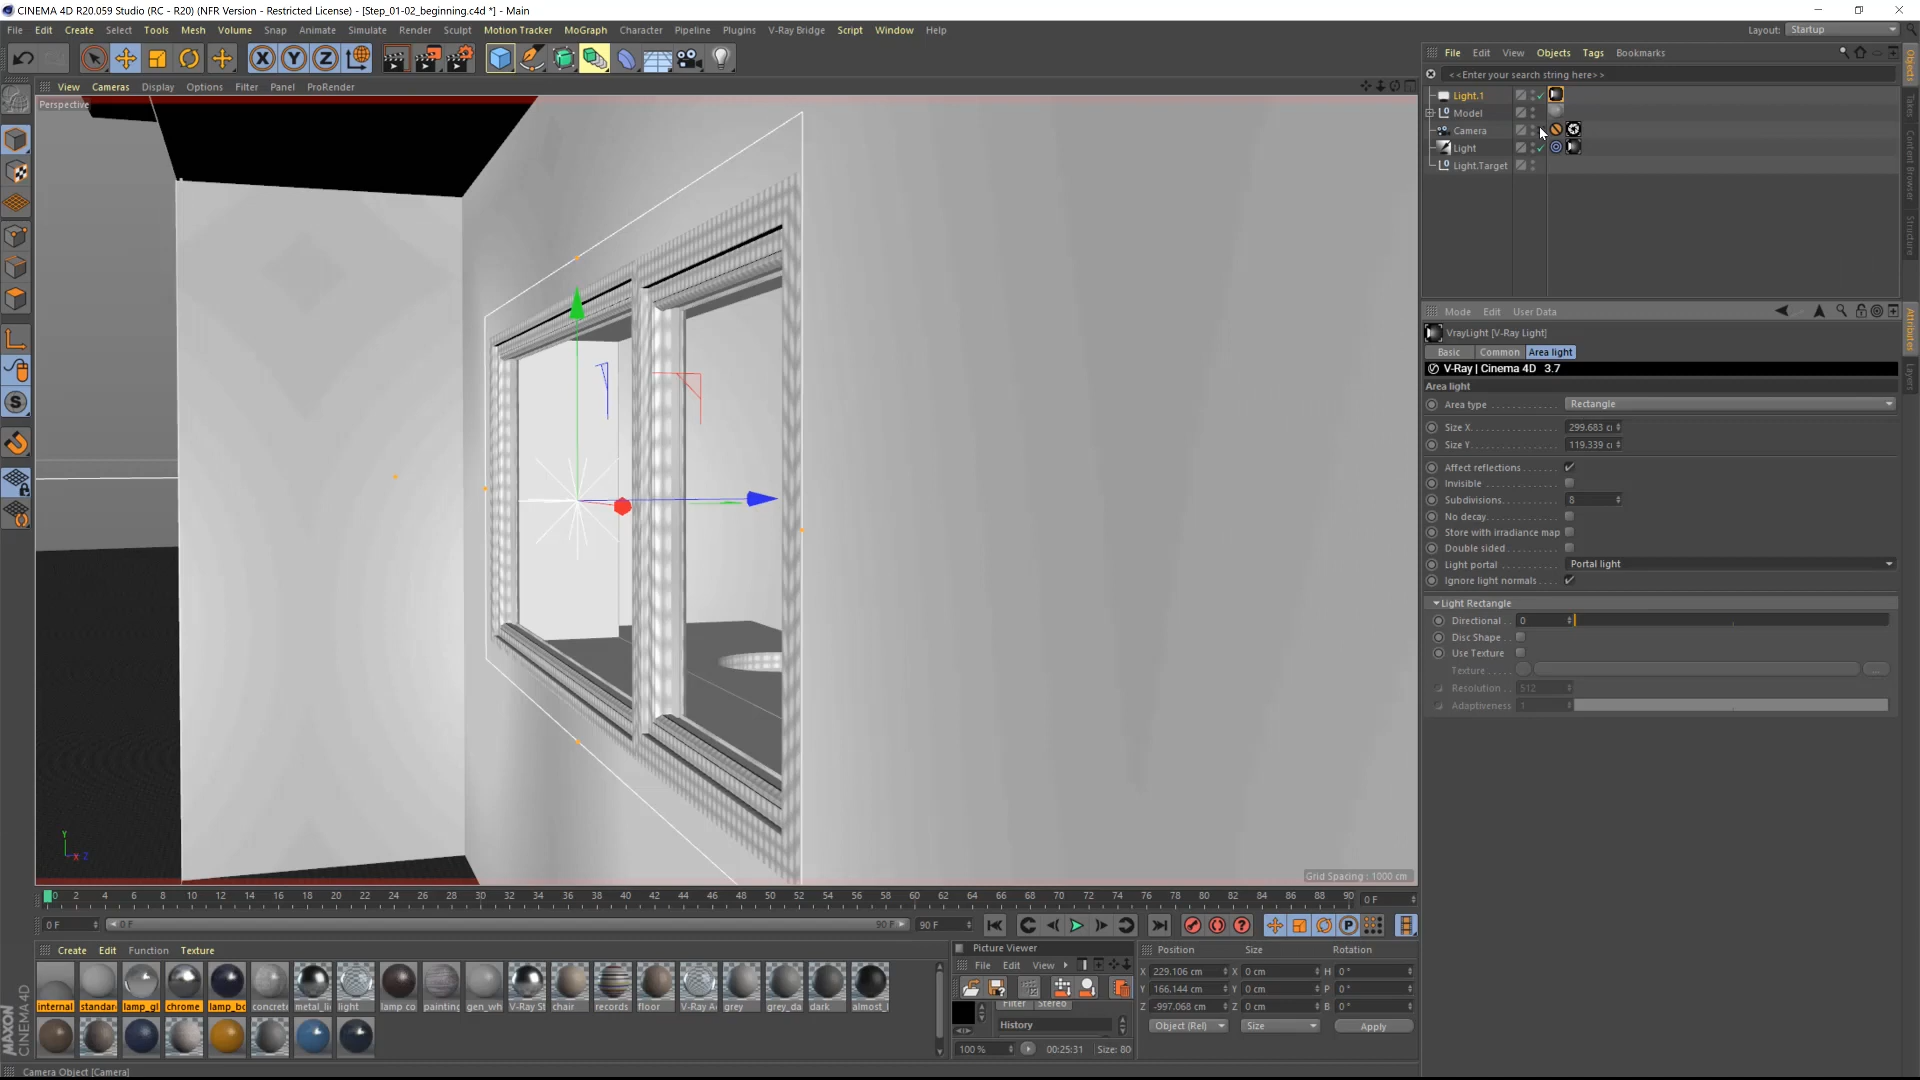 CINEMA 4D R20.059 Studio (RC - R20) (NFR Version - Restricted License) - [Step_01-02_beginning.c4d *] - Main
File Edit Create Select Tools Mesh Volume Snap Animate Simulate Render Sculpt Motion Tracker MoGraph Character Pipeline Plugins V-Ray Bridge Script Window Help
Layout: Startup
File Edit View Objects Tags Bookmarks
<<Enter your search string here>>
View Cameras Display Options Filter Panel ProRender
Perspective
Light.1
Model
Camera
Light
Light.Target
Objects
Takes
Content Browser
Structure
Mode Edit User Data
VrayLight [V-Ray Light]
Basic Common Area light
V-Ray | Cinema 4D 3.7
Area light
Area type Rectangle
Size X 299.683 c
Size Y 119.339 c
Affect reflections
Invisible
Subdivisions 8
No decay
Store with irradiance map
Double sided
Light portal Portal light
Ignore light normals
Light Rectangle
Directional 0
Disc Shape
Use Texture
Texture
Resolution 512
Adaptiveness 1
Attributes
Layers
Y
X Z
Grid Spacing : 1000 cm
0 2 4 6 8 10 12 14 16 18 20 22 24 26 28 30 32 34 36 38 40 42 44 46 48 50 52 54 56 58 60 62 64 66 68 70 72 74 76 78 80 82 84 86 88 90 0 F
0 F 0 F 90 F 90 F
Create Edit Function Texture
internal standar lamp_gl chrome lamp_bo concrete metal_li light lamp co painting gen_wh V-Ray St chair records floor V-Ray A grey grey_da dark almost_l
Picture Viewer
File Edit View
Filter Stereo
History
100 % 00:25:31 Size: 80
Position Size Rotation
X 229.106 cm X 0 cm H 0 °
Y 166.144 cm Y 0 cm P 0 °
Z -997.068 cm Z 0 cm B 0 °
Object (Rel) Size Apply
MAXON
CINEMA 4D
Camera Object [Camera]